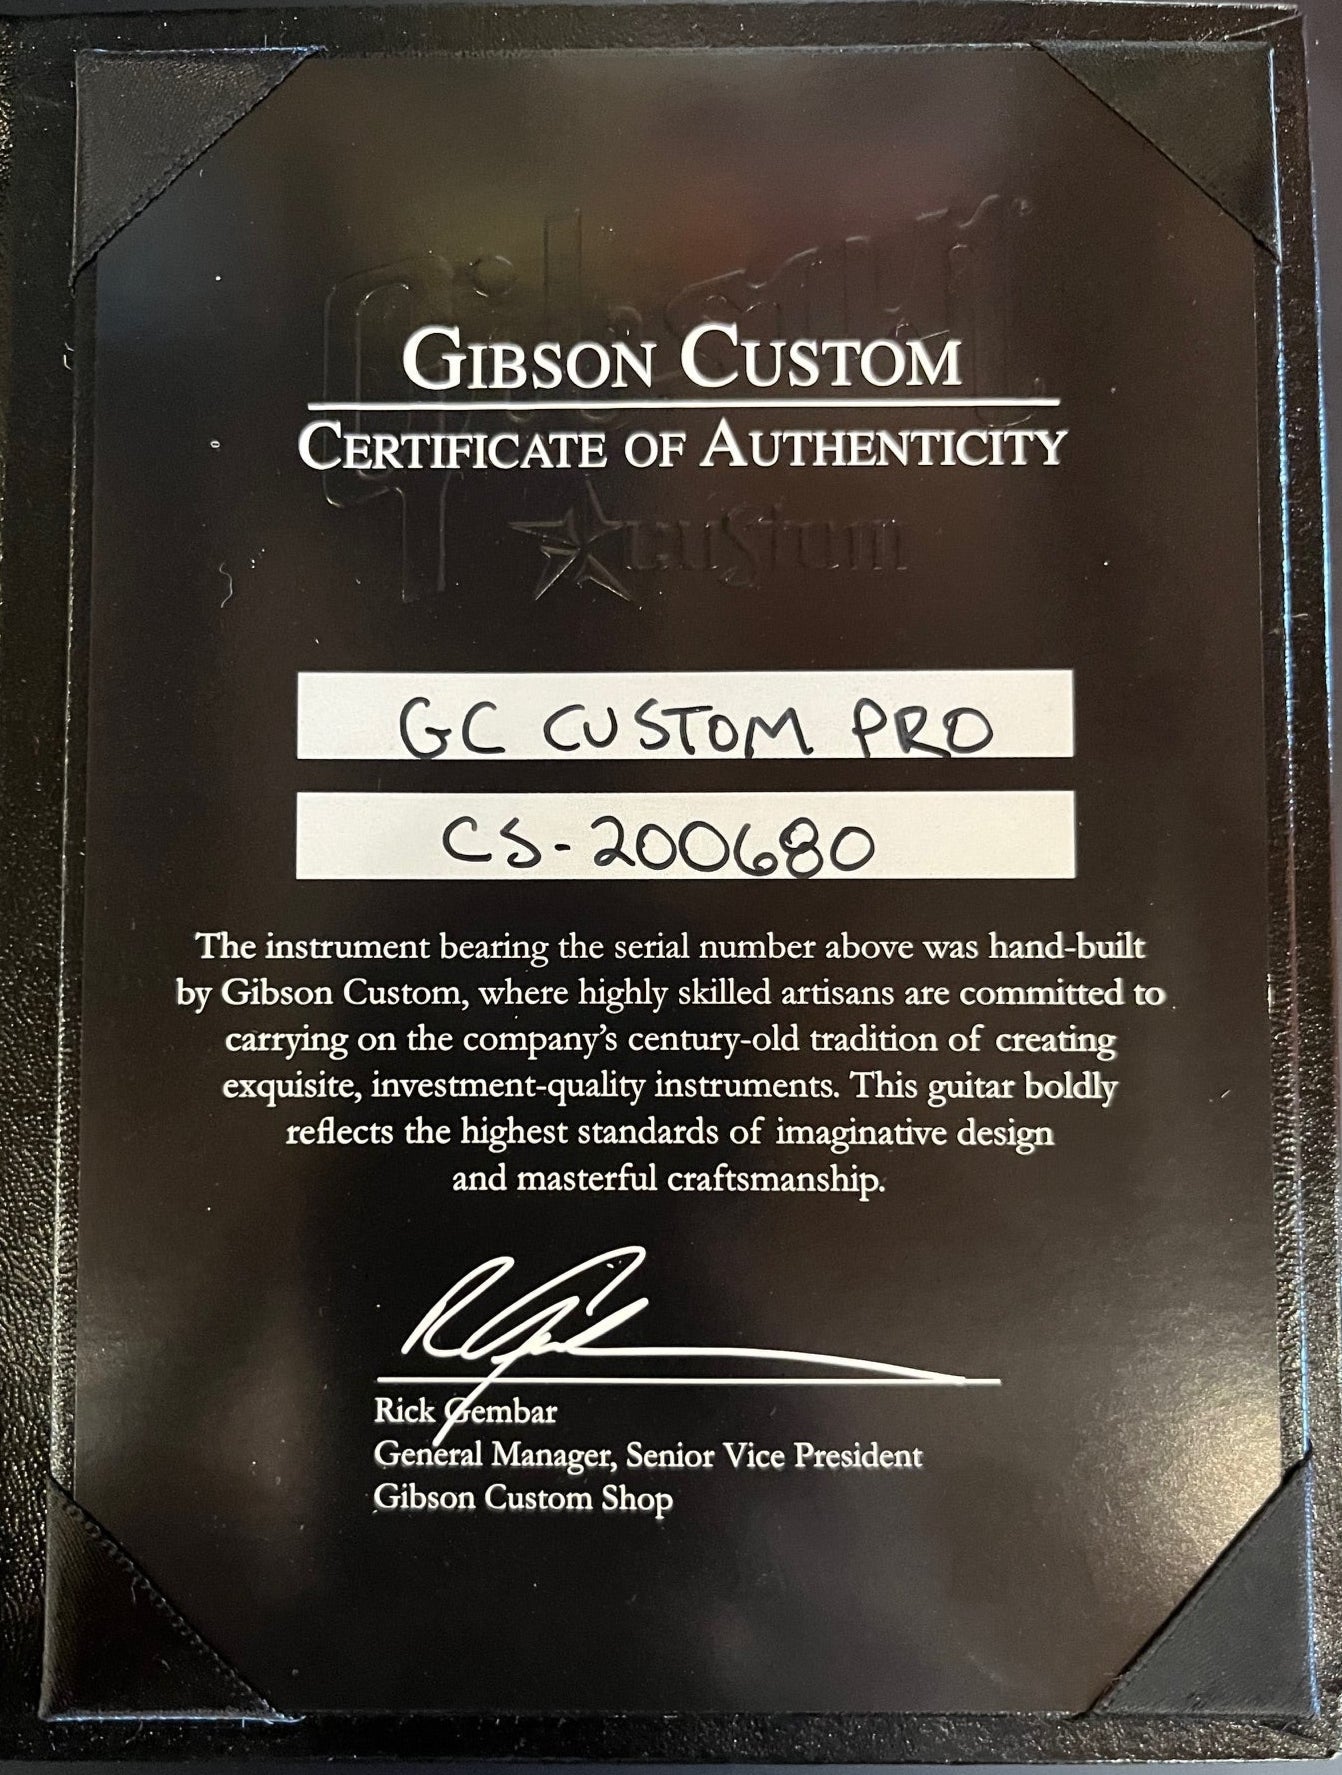 Gibson
GIBSON CUSTOM
CERTIFICATE OF AUTHENTICITY
custom
GC CUSTOM PRO
CS-200680
The instrument bearing the serial number above was hand-built
by Gibson Custom, where highly skilled artisans are committed to
carrying on the company's century-old tradition of creating
exquisite, investment-quality instruments. This guitar boldly
reflects the highest standards of imaginative design
and masterful craftsmanship.
Rick Gembar
General Manager, Senior Vice President
Gibson Custom Shop